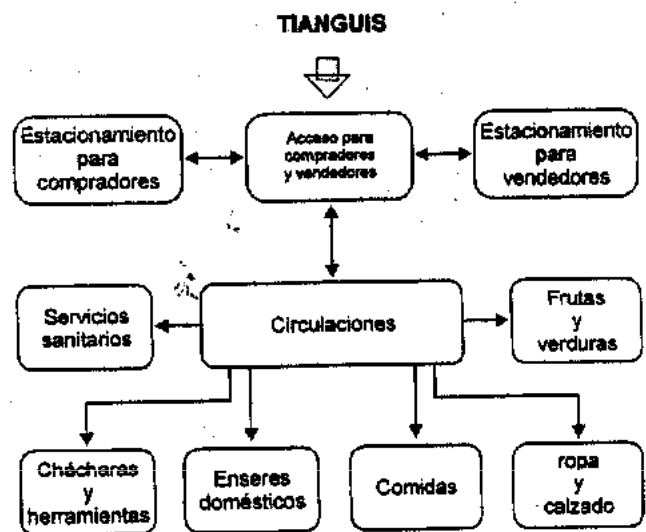 TIANGUIS
Estacionamiento
para
compradores
Acceso para
compradores
y vendedores
Estacionamiento
para
vendedores
Servicios
sanitarios
Circulaciones
Frutas
y
verduras
Chácharas
y
herramientas
Enseres
domésticos
Comidas
ropa
y
calzado